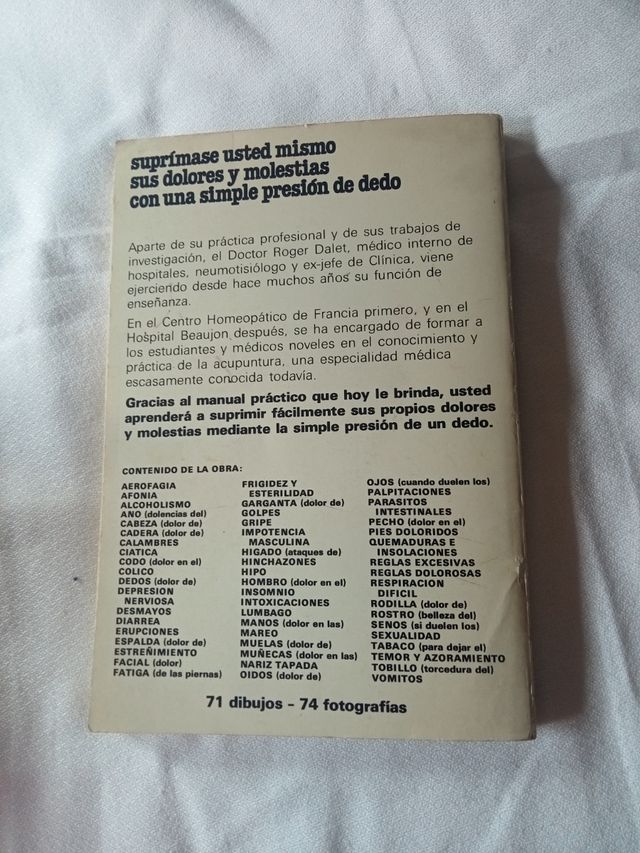 suprímase usted mismo
sus dolores y molestias
con una simple presión de dedo
Aparte de su práctica profesional y de sus trabajos de
investigación, el Doctor Roger Dalet, médico interno de
hospitales, neumotisiólogo y ex-jefe de Clínica, viene
ejerciendo desde hace muchos años su función de
enseñanza.
En el Centro Homeopático de Francia primero, y en el
Hospital Beaujon después, se ha encargado de formar a
los estudiantes y médicos noveles en el conocimiento y
práctica de la acupuntura, una especialidad médica
escasamente conocida todavía.
Gracias al manual práctico que hoy le brinda, usted
aprenderá a suprimir fácilmente sus propios dolores
y molestias mediante la simple presión de un dedo.
CONTENIDO DE LA OBRA:
AEROFAGIA
AFONIA
ALCOHOLISMO
ANO (dolencias del)
CABEZA (dolor de)
CADERA (dolor de)
CALAMBRES
CIATICA
CODO (dolor en el)
COLICO
DEDOS (dolor de)
DEPRESION
NERVIOSA
DESMAYOS
DIARREA
ERUPCIONES
ESPALDA (dolor de)
ESTREÑIMIENTO
FACIAL (dolor)
FATIGA (de las piernas)
FRIGIDEZ Y
ESTERILIDAD
GARGANTA (dolor de)
GOLPES
GRIPE
IMPOTENCIA
MASCULINA
HIGADO (ataques de)
HINCHAZONES
HIPO
HOMBRO (dolor en el)
INSOMNIO
INTOXICACIONES
LUMBAGO
MANOS (dolor en las)
MAREO
MUELAS (dolor de)
MUÑECAS (dolor en las)
NARIZ TAPADA
OIDOS (dolor de)
OJOS (cuando duelen los)
PALPITACIONES
PARASITOS
INTESTINALES
PECHO (dolor en el)
PIES DOLORIDOS
QUEMADURAS E
INSOLACIONES
REGLAS EXCESIVAS
REGLAS DOLOROSAS
RESPIRACION
DIFICIL
RODILLA (dolor de)
ROSTRO (belleza del)
SENOS (si duelen los)
SEXUALIDAD
TABACO (para dejar el)
TEMOR Y AZORAMIENTO
TOBILLO (torcedura del)
VOMITOS
71 dibujos - 74 fotografías